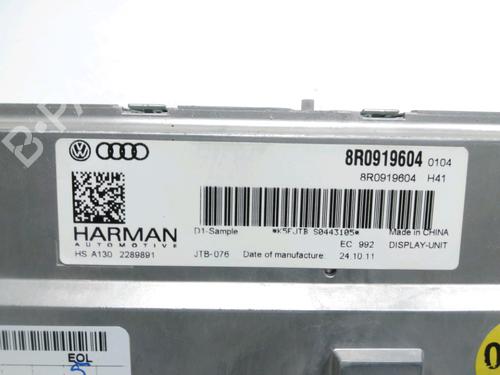 8R0919604 0104
8R0919604 H41
D1-Sample *K5FJTB S0443105* Made in CHINA
HARMAN
AUTOMOTIVE
EC 992 DISPLAY-UNIT
HS A130 2289891 JTB-076 Date of manufacture: 24.10.11
EOL